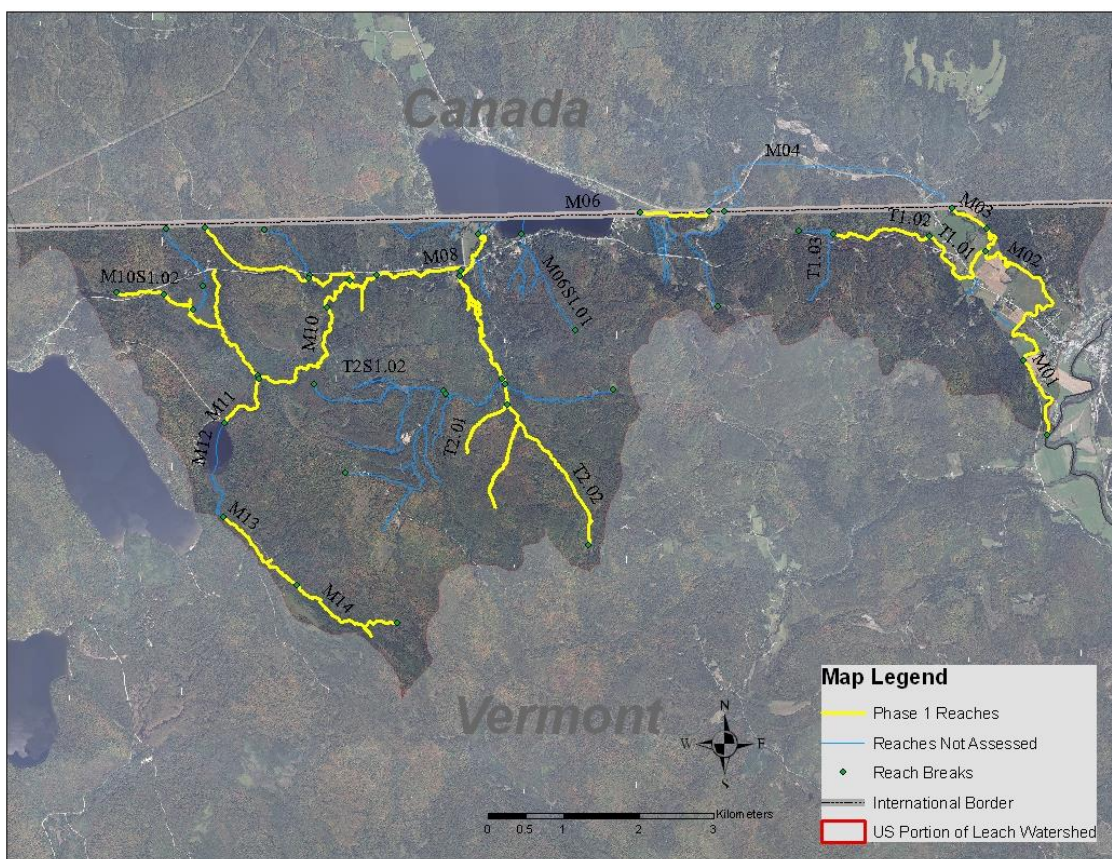 Canada
M04
M06
M03
T1.02
T1.01
M02
M08
T1.03
M10S1.02
M06S1.01
M10
M01
T2S1.02
M11
M12
T2.01
T2.02
M13
M14
Vermont
N
W E
S
Kilometers
0 0.5 1 2 3
Map Legend
Phase 1 Reaches
Reaches Not Assessed
Reach Breaks
International Border
US Portion of Leach Watershed